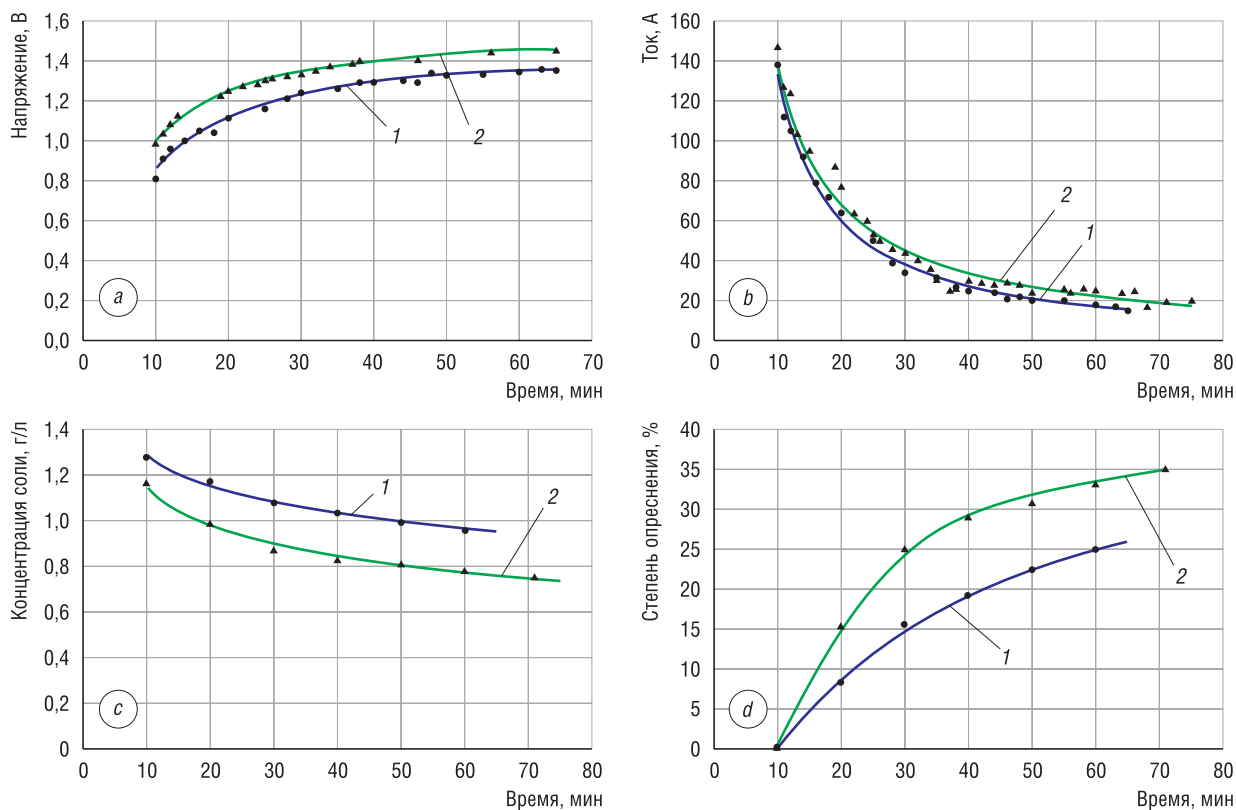 Напряжение, В
1,6
1,4
1,2
1,0
0,8
0,6
0,4
0,2
0,0
1
2
a
0 10 20 30 40 50 60 70
Время, мин
Ток, А
160
140
120
100
80
60
40
20
0
2
1
b
0 10 20 30 40 50 60 70 80
Время, мин
Концентрация соли, г/л
1,4
1,2
1,0
0,8
0,6
0,4
0,2
0
1
2
c
0 10 20 30 40 50 60 70 80
Время, мин
Степень опреснения, %
40
35
30
25
20
15
10
5
0
1
2
d
0 10 20 30 40 50 60 70 80
Время, мин